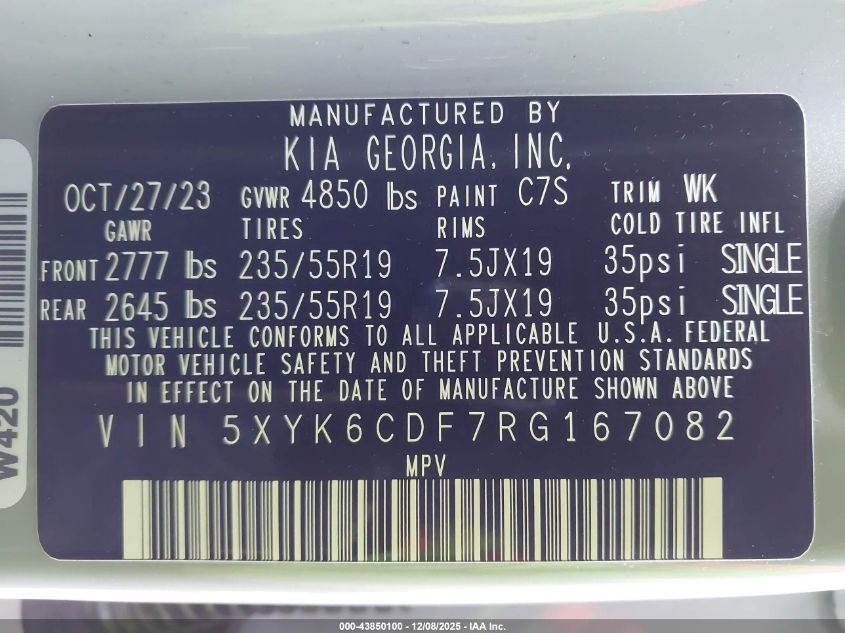 MANUFACTURED BY
KIA GEORGIA, INC.
OCT/27/23 GVWR 4850 lbs PAINT C7S TRIM WK
GAWR TIRES RIMS COLD TIRE INFL
FRONT 2777 lbs 235/55R19 7.5JX19 35psi SINGLE
REAR 2645 lbs 235/55R19 7.5JX19 35psi SINGLE
THIS VEHICLE CONFORMS TO ALL APPLICABLE U.S.A. FEDERAL
MOTOR VEHICLE SAFETY AND THEFT PREVENTION STANDARDS
IN EFFECT ON THE DATE OF MANUFACTURE SHOWN ABOVE
VIN 5XYK6CDF7RG167082
MPV
W420
000-43850100 - 12/08/2025 - IAA Inc.